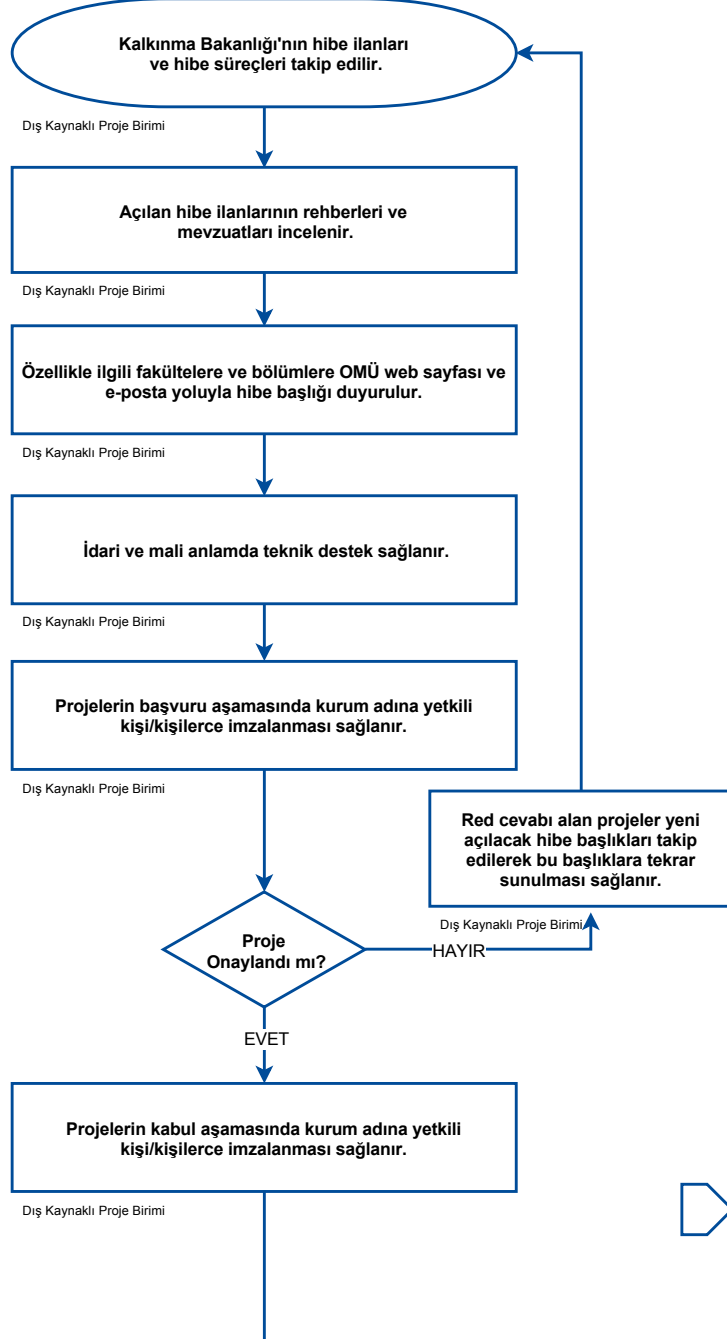 Kalkınma Bakanlığı'nın hibe ilanları
ve hibe süreçleri takip edilir.
Dış Kaynaklı Proje Birimi
Açılan hibe ilanlarının rehberleri ve
mevzuatları incelenir.
Dış Kaynaklı Proje Birimi
Özellikle ilgili fakültelere ve bölümlere OMÜ web sayfası ve
e-posta yoluyla hibe başlığı duyurulur.
Dış Kaynaklı Proje Birimi
İdari ve mali anlamda teknik destek sağlanır.
Dış Kaynaklı Proje Birimi
Projelerin başvuru aşamasında kurum adına yetkili
kişi/kişilerce imzalanması sağlanır.
Dış Kaynaklı Proje Birimi
Red cevabı alan projeler yeni
açılacak hibe başlıkları takip
edilerek bu başlıklara tekrar
sunulması sağlanır.
Dış Kaynaklı Proje Birimi
Proje
Onaylandı mı?
HAYIR
EVET
Projelerin kabul aşamasında kurum adına yetkili
kişi/kişilerce imzalanması sağlanır.
Dış Kaynaklı Proje Birimi